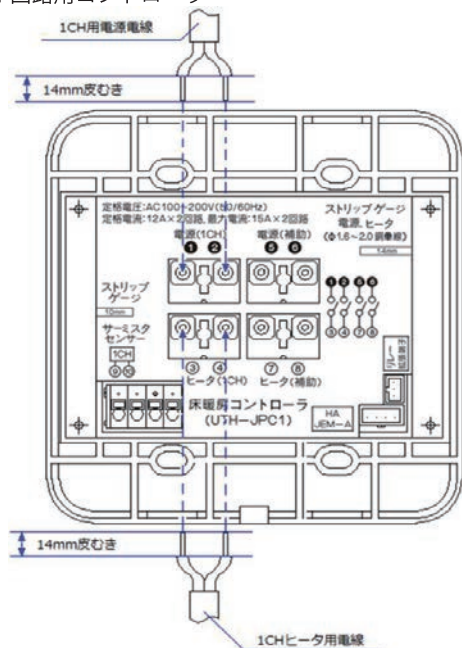 1CH用電源電線
14mm皮むき
定格電圧:AC100~200V(50/60Hz)
定格電流:12A×2回路,最力電流:15A×2回路
電源(1CH)
❶ ❷
電源(補助)
❺ ❻
ストリップゲージ
電源,ヒータ
(Φ1.6~2.0銅単線)
14mm
ストリップ
ゲージ
10mm
サーミスタ
センサー
1CH
⑨⑩
❶ ❷ ❺ ❻
③ ④ ⑦ ⑧
③ ④
ヒータ(1CH)
⑦ ⑧
ヒータ(補助)
床暖房コントローラ
(UTH-JPC1)
HA
JEM-A
14mm皮むき
1CHヒータ用電線